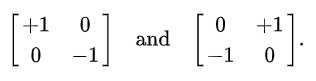 [ +1 0 ] and [ 0 +1 ]
[ 0 −1 ] [ −1 0 ].